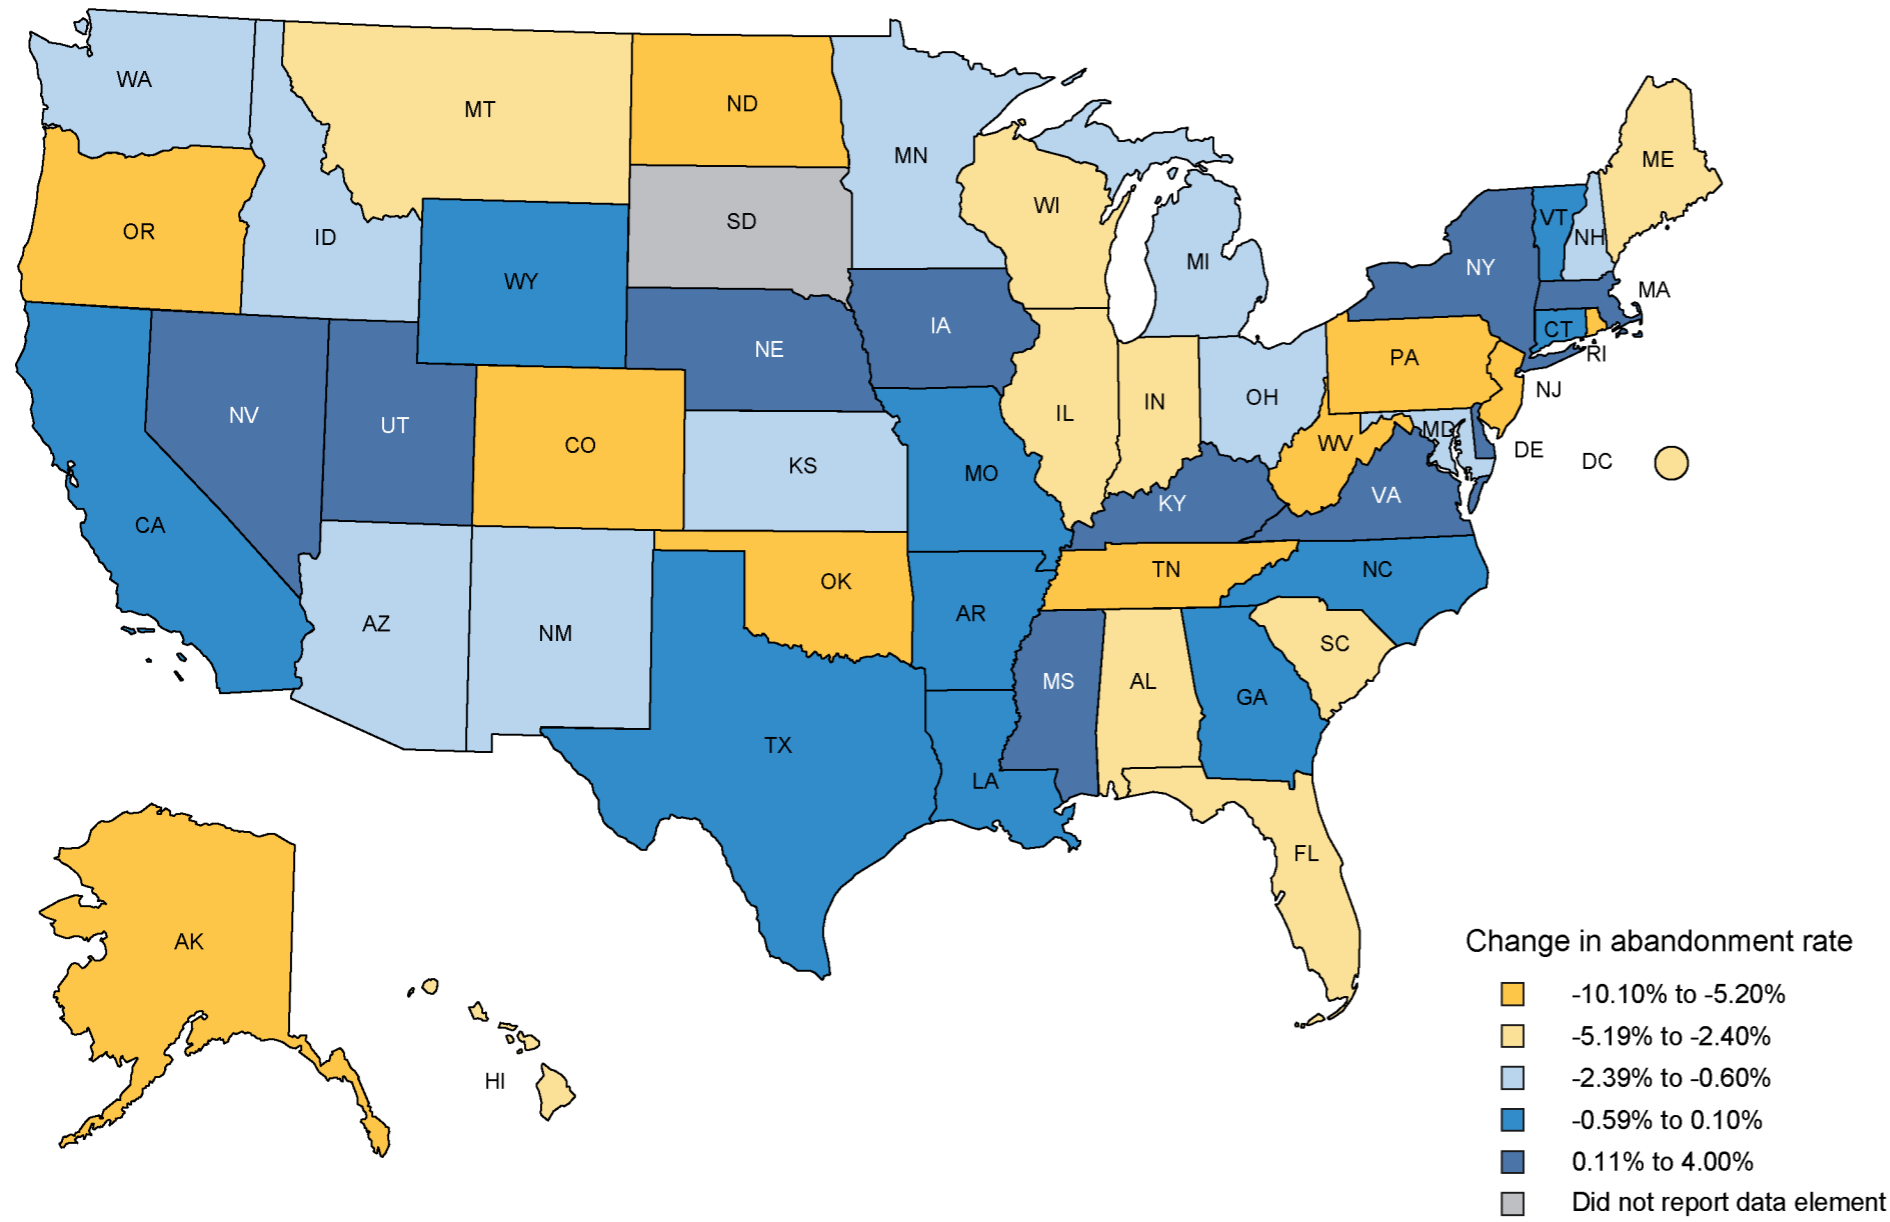 WA
MT
ND
MN
ME
WI
VT
SD
OR
NH
ID
MI
NY
WY
MA
IA
CT
NE
RI
PA
NJ
OH
IN
IL
NV
UT
MD
CO
WV
DE
DC
KS
MO
VA
KY
CA
TN
NC
OK
AR
AZ
NM
SC
MS
AL
GA
TX
LA
FL
AK
HI
Change in abandonment rate
-10.10% to -5.20%
-5.19% to -2.40%
-2.39% to -0.60%
-0.59% to 0.10%
0.11% to 4.00%
Did not report data element